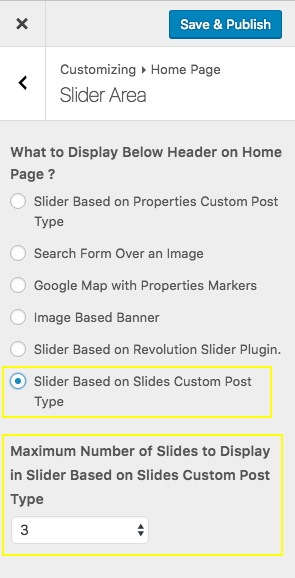 Save & Publish
Customizing ▸ Home Page
Slider Area
What to Display Below Header on Home
Page ?
Slider Based on Properties Custom Post
Type
Search Form Over an Image
Google Map with Properties Markers
Image Based Banner
Slider Based on Revolution Slider Plugin.
Slider Based on Slides Custom Post
Type
Maximum Number of Slides to Display
in Slider Based on Slides Custom Post
Type
3